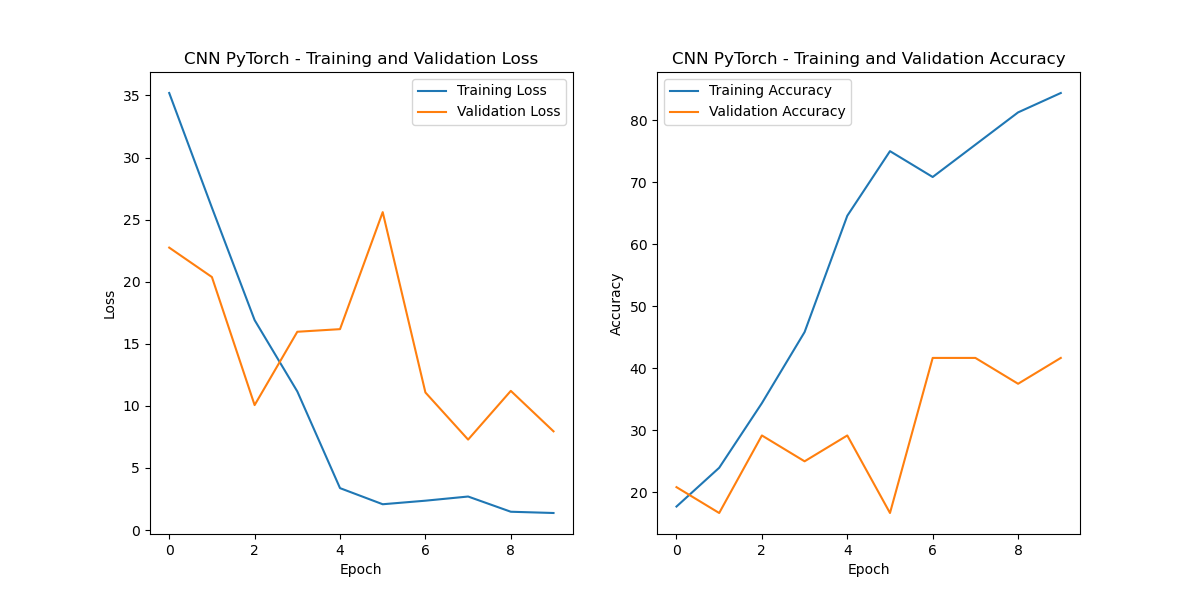 CNN PyTorch - Training and Validation Loss
Training Loss
Validation Loss
35
30
25
20
15
10
5
0
Loss
0 2 4 6 8
Epoch
CNN PyTorch - Training and Validation Accuracy
Training Accuracy
Validation Accuracy
80
70
60
50
40
30
20
Accuracy
0 2 4 6 8
Epoch